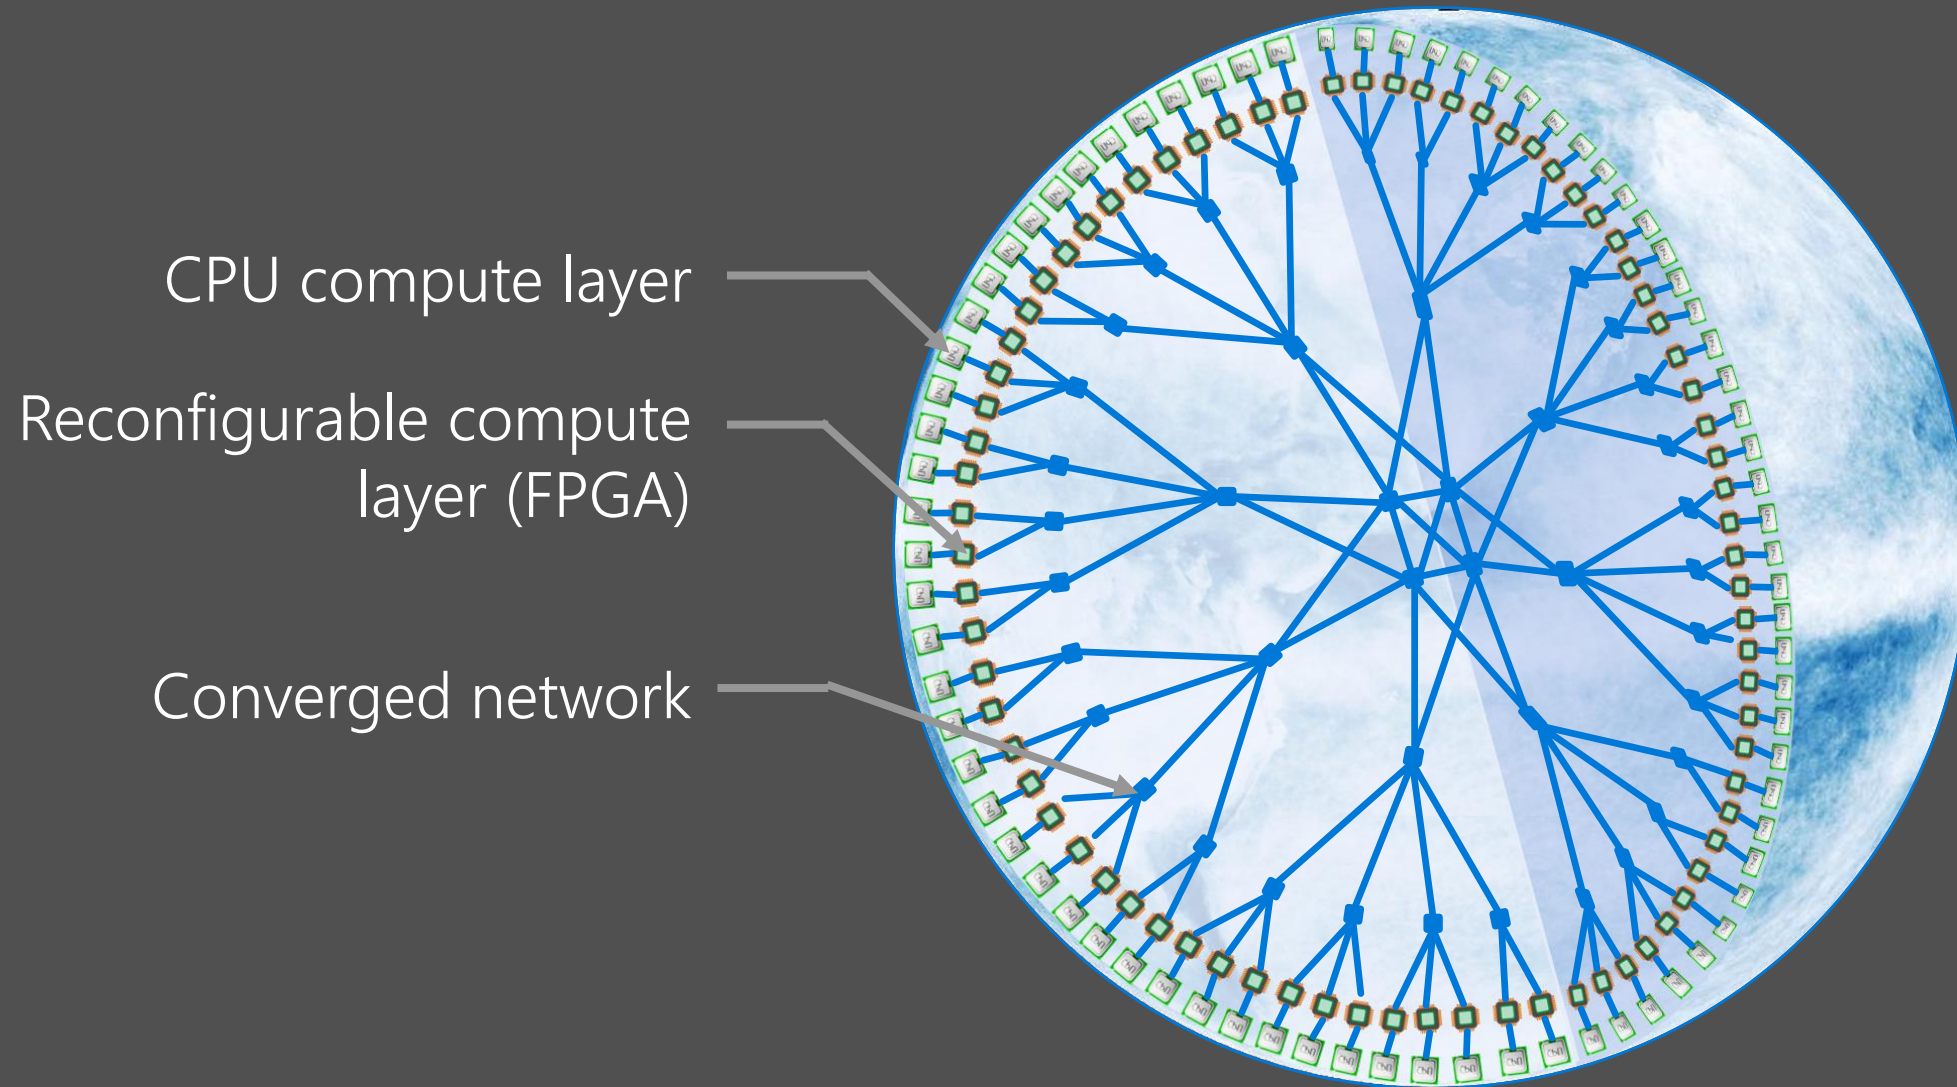 CPU compute layer
Reconfigurable compute
layer (FPGA)
Converged network